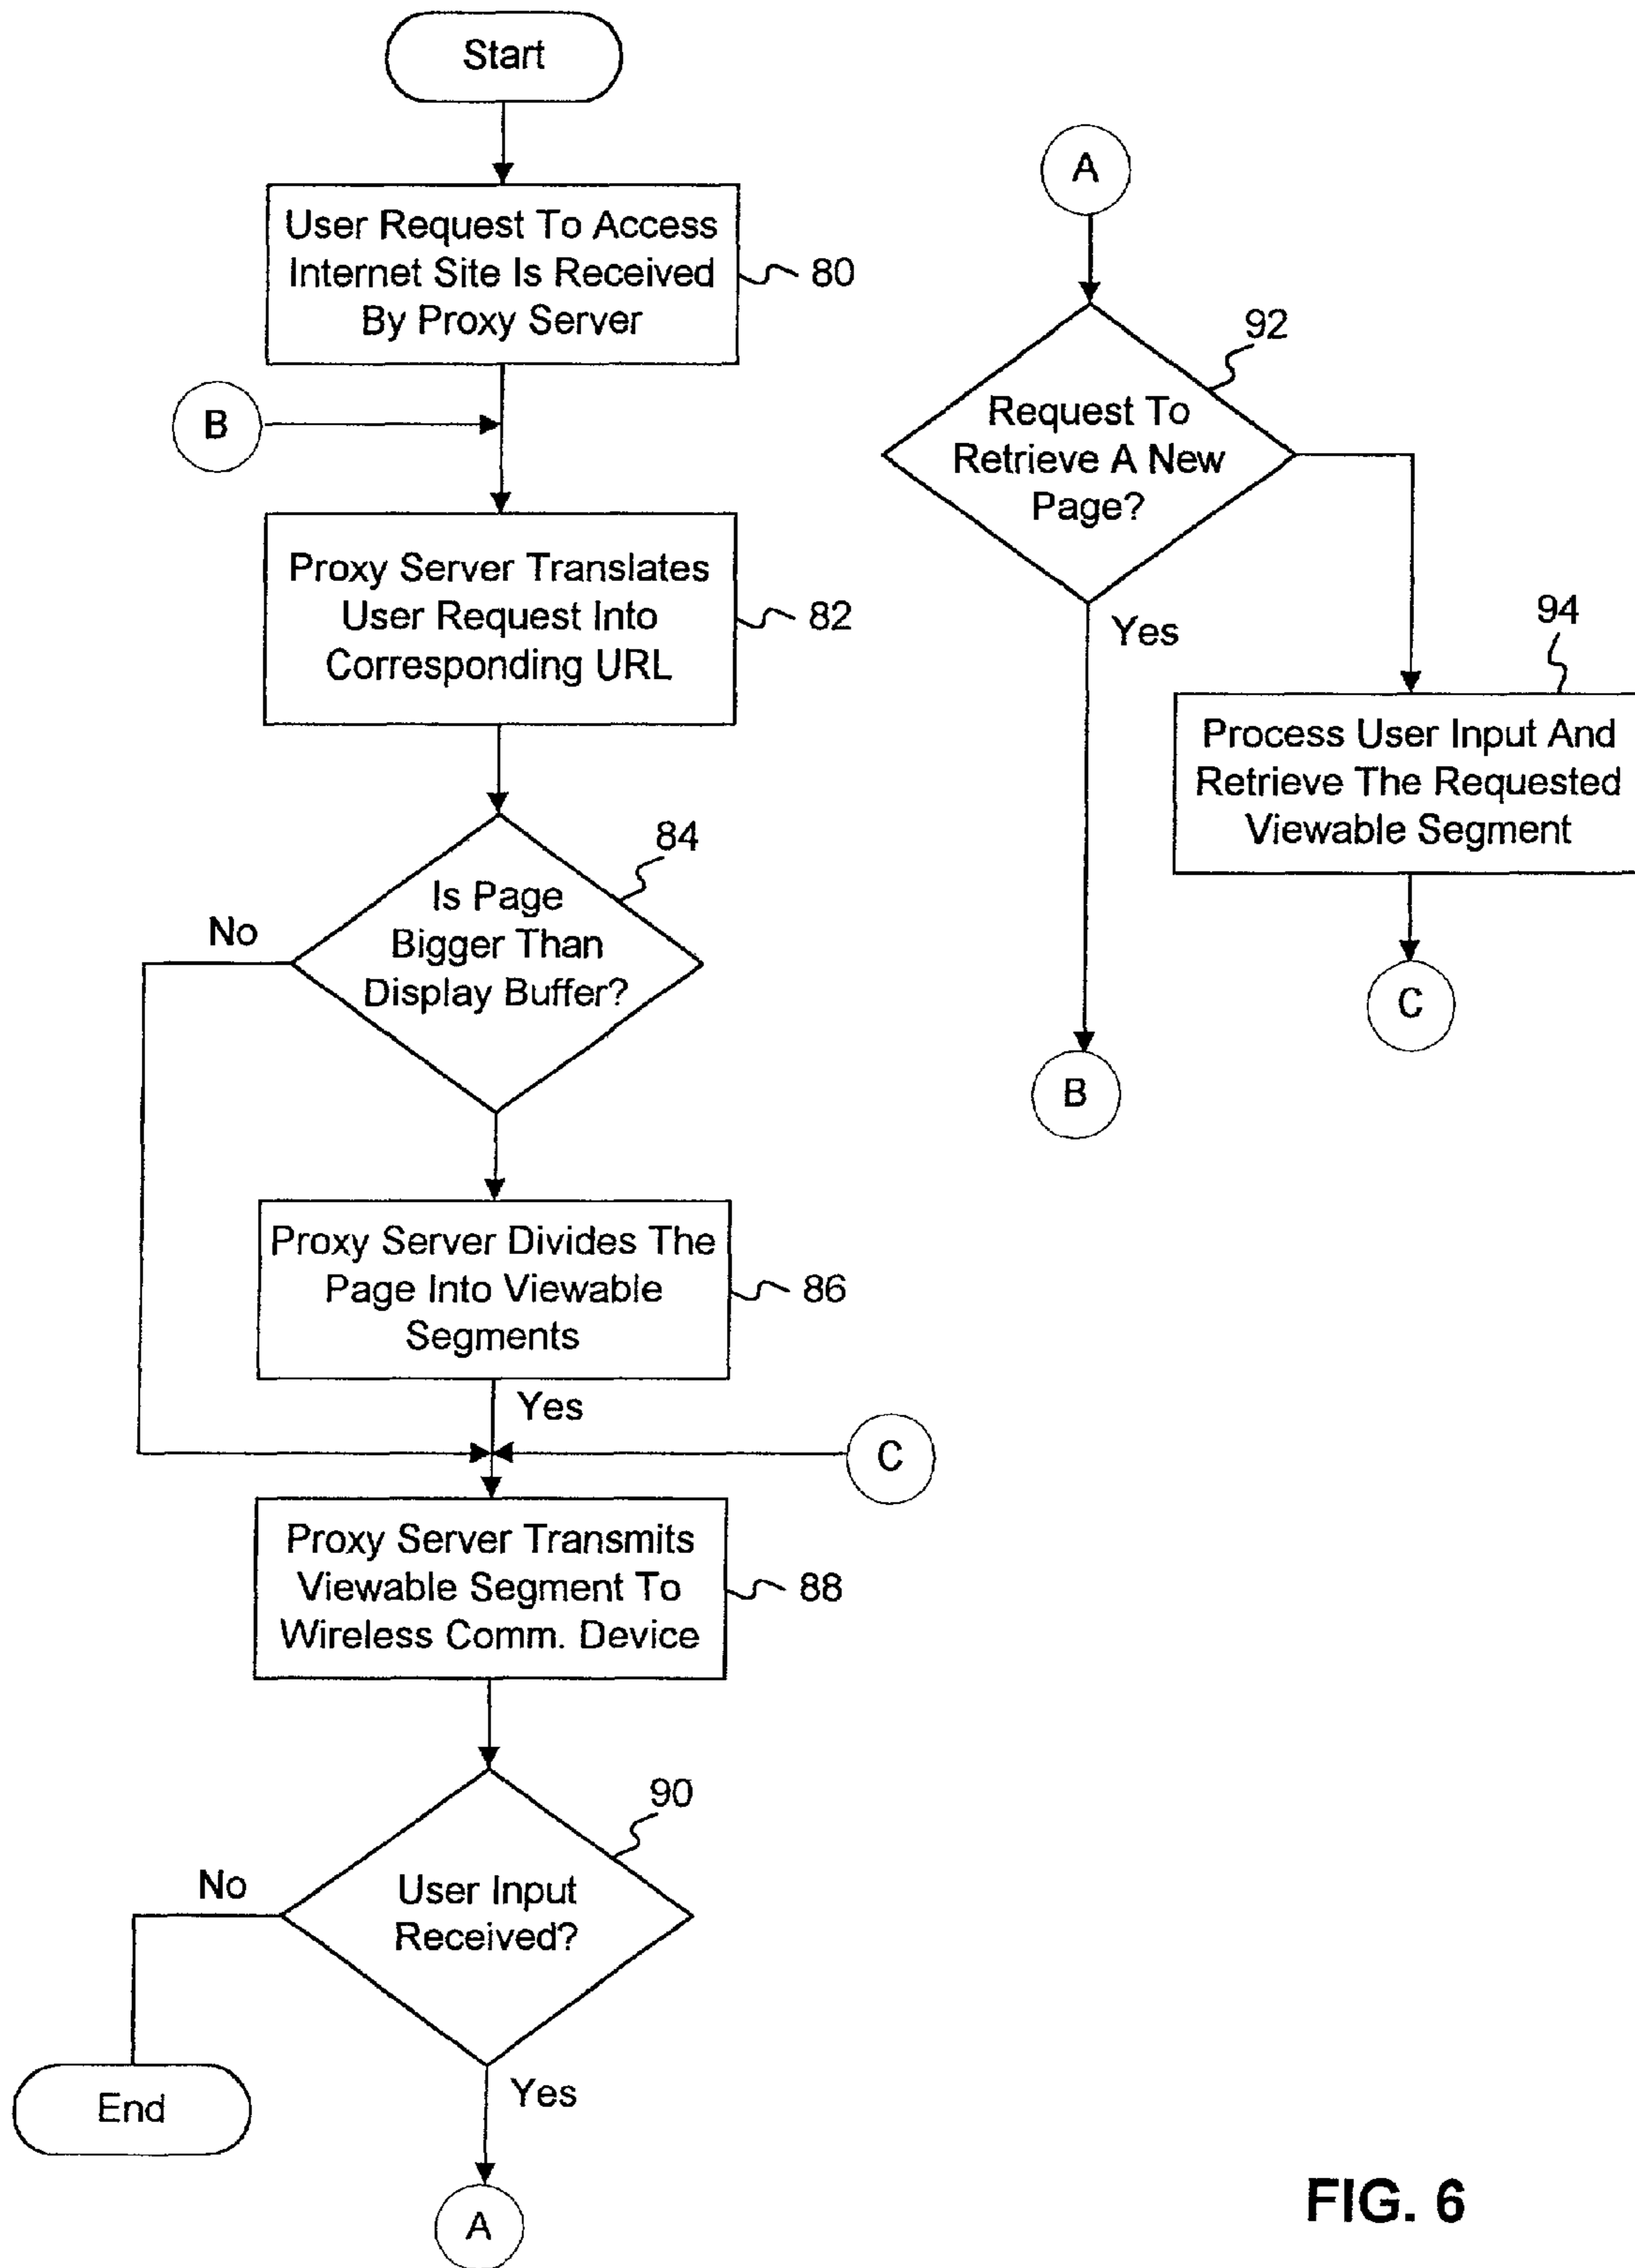 Start
User Request To Access
Internet Site Is Received
By Proxy Server
80
B
Proxy Server Translates
User Request Into
Corresponding URL
82
84
Is Page
Bigger Than
Display Buffer?
No
Proxy Server Divides The
Page Into Viewable
Segments
86
Yes
C
Proxy Server Transmits
Viewable Segment To
Wireless Comm. Device
88
90
User Input
Received?
No
End
Yes
A
A
92
Request To
Retrieve A New
Page?
Yes
94
Process User Input And
Retrieve The Requested
Viewable Segment
C
B
FIG. 6